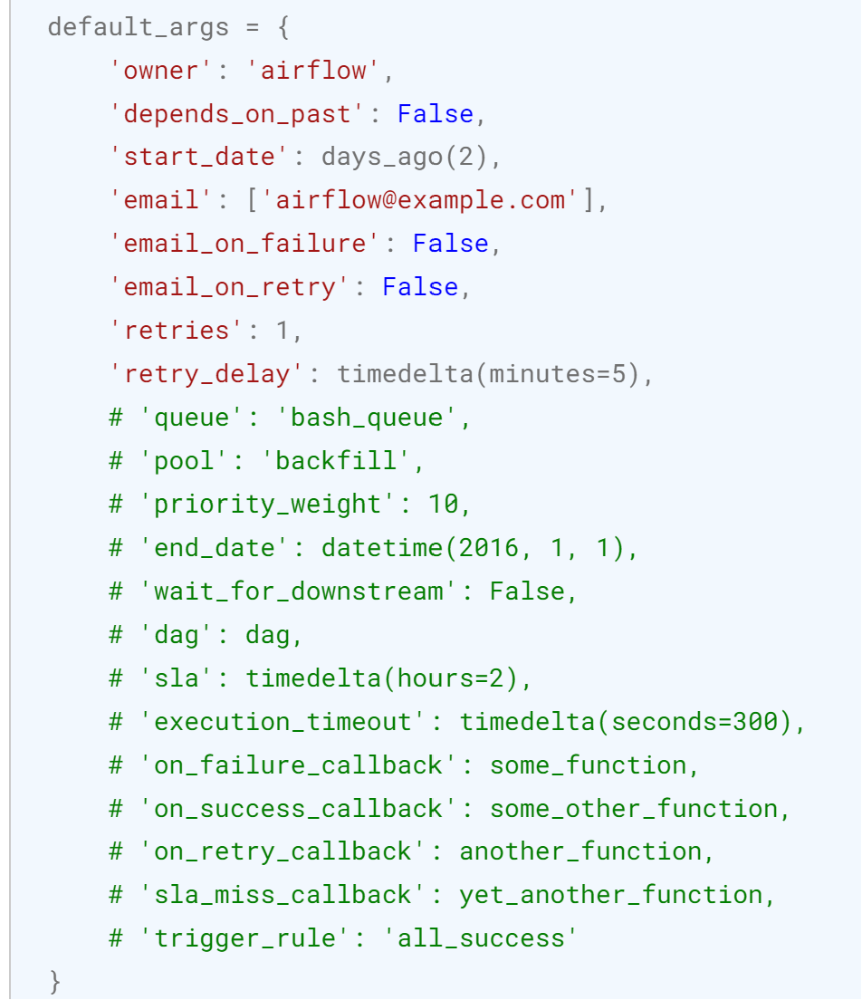 default_args = {
    'owner': 'airflow',
    'depends_on_past': False,
    'start_date': days_ago(2),
    'email': ['airflow@example.com'],
    'email_on_failure': False,
    'email_on_retry': False,
    'retries': 1,
    'retry_delay': timedelta(minutes=5),
    # 'queue': 'bash_queue',
    # 'pool': 'backfill',
    # 'priority_weight': 10,
    # 'end_date': datetime(2016, 1, 1),
    # 'wait_for_downstream': False,
    # 'dag': dag,
    # 'sla': timedelta(hours=2),
    # 'execution_timeout': timedelta(seconds=300),
    # 'on_failure_callback': some_function,
    # 'on_success_callback': some_other_function,
    # 'on_retry_callback': another_function,
    # 'sla_miss_callback': yet_another_function,
    # 'trigger_rule': 'all_success'
}